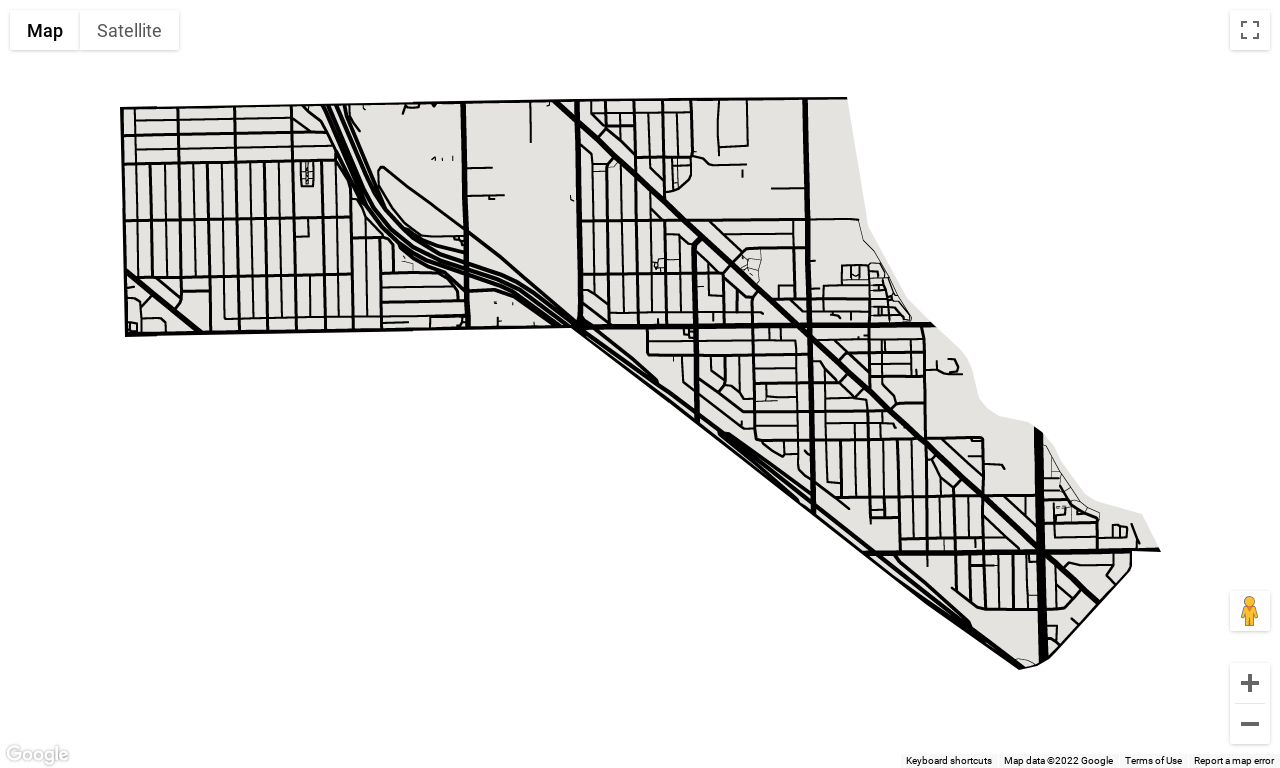 Map Satellite
Google
Keyboard shortcuts Map data ©2022 Google Terms of Use Report a map error